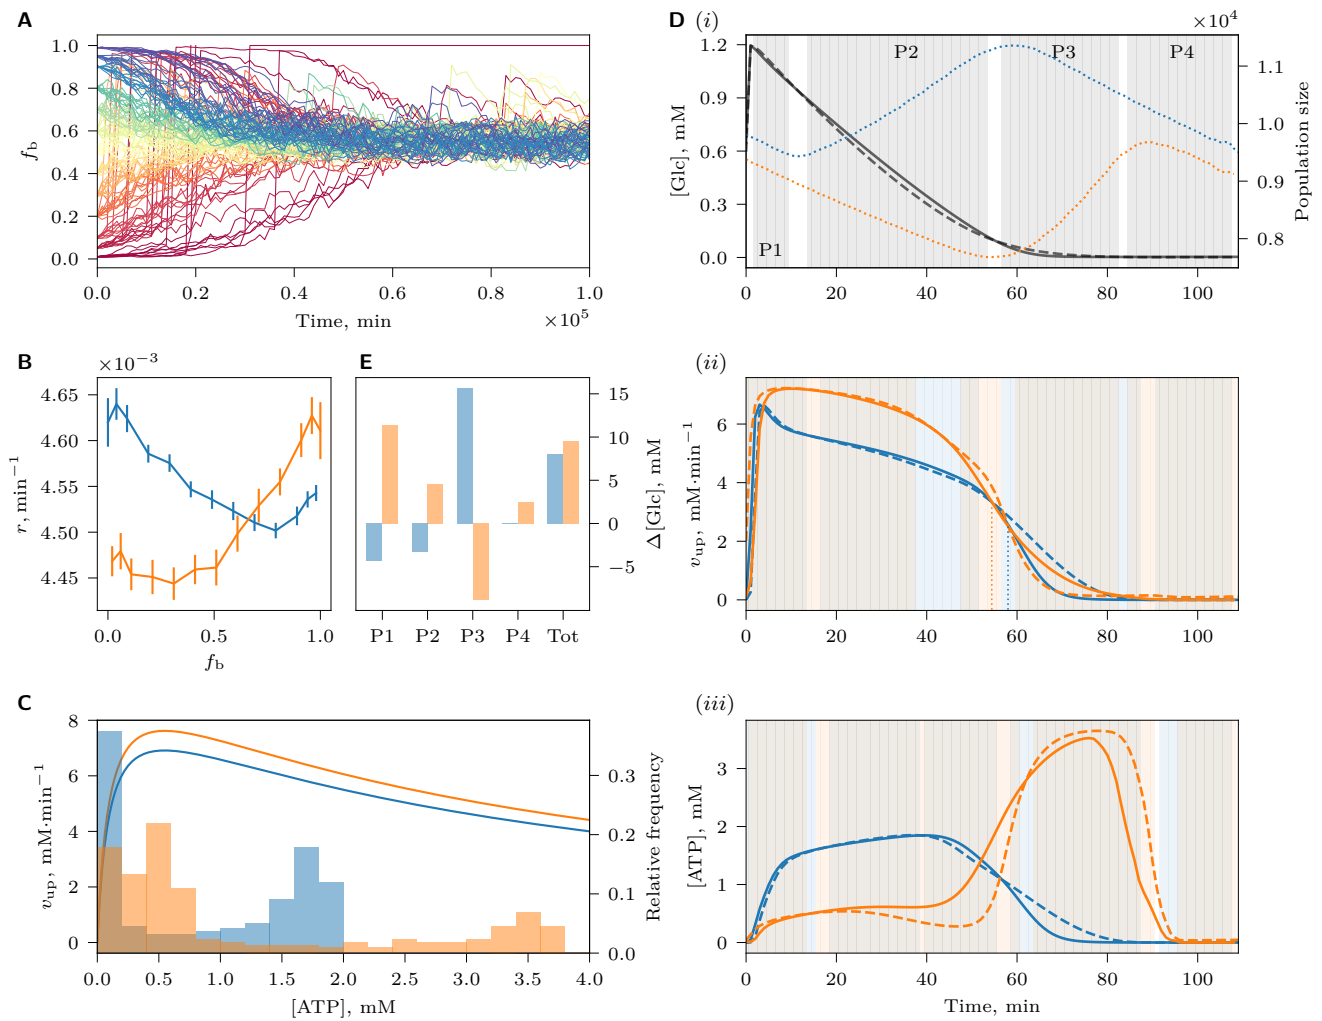 A
f_b
1.0
0.8
0.6
0.4
0.2
0.0
0.0 0.2 0.4 0.6 0.8 1.0
Time, min
×10⁵
B
×10⁻³
r, min⁻¹
4.65
4.60
4.55
4.50
4.45
0.0 0.5 1.0
f_b
E
15
10
5
0
−5
Δ[Glc], mM
P1 P2 P3 P4 Tot
C
v_up, mM·min⁻¹
8
6
4
2
0
0.3
0.2
0.1
0.0
Relative frequency
0.0 0.5 1.0 1.5 2.0 2.5 3.0 3.5 4.0
[ATP], mM
D (i)
×10⁴
[Glc], mM
1.2
0.9
0.6
0.3
0.0
P1
P2
P3
P4
1.1
1.0
0.9
0.8
Population size
0 20 40 60 80 100
(ii)
v_up, mM·min⁻¹
6
4
2
0
0 20 40 60 80 100
(iii)
[ATP], mM
3
2
1
0
0 20 40 60 80 100
Time, min